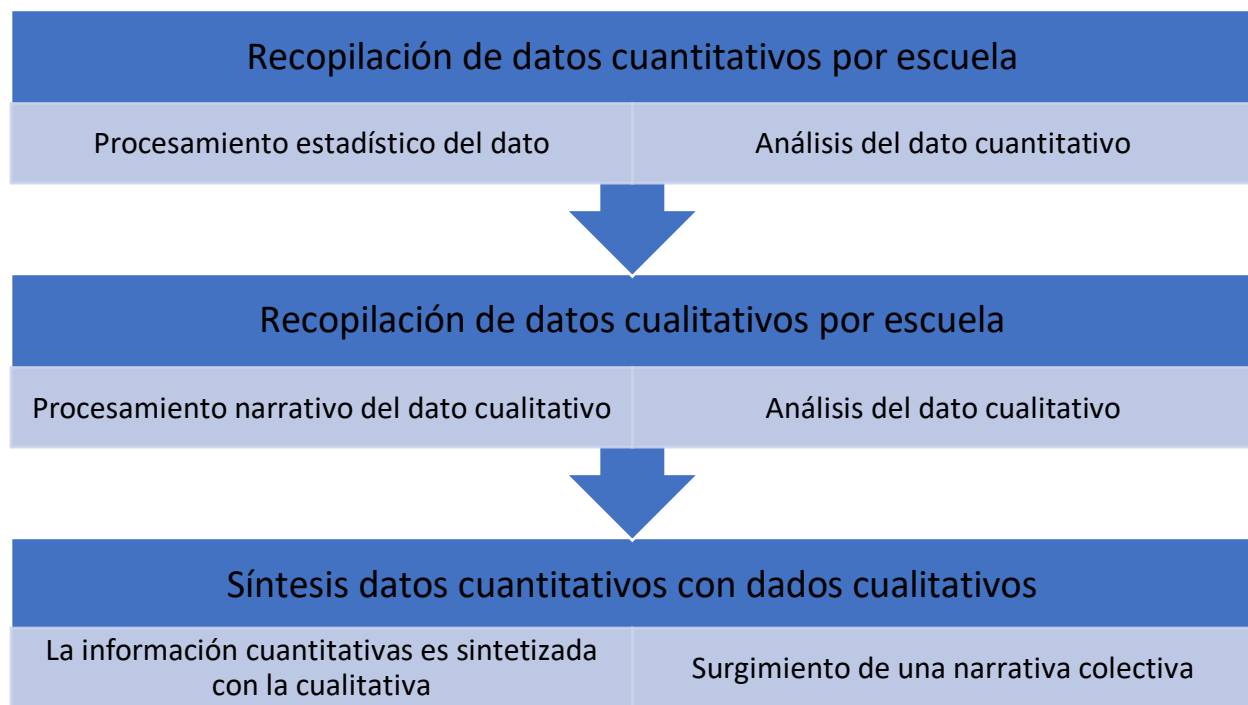 Recopilación de datos cuantitativos por escuela
Procesamiento estadístico del dato
Análisis del dato cuantitativo
Recopilación de datos cualitativos por escuela
Procesamiento narrativo del dato cualitativo
Análisis del dato cualitativo
Síntesis datos cuantitativos con dados cualitativos
La información cuantitativas es sintetizada
con la cualitativa
Surgimiento de una narrativa colectiva